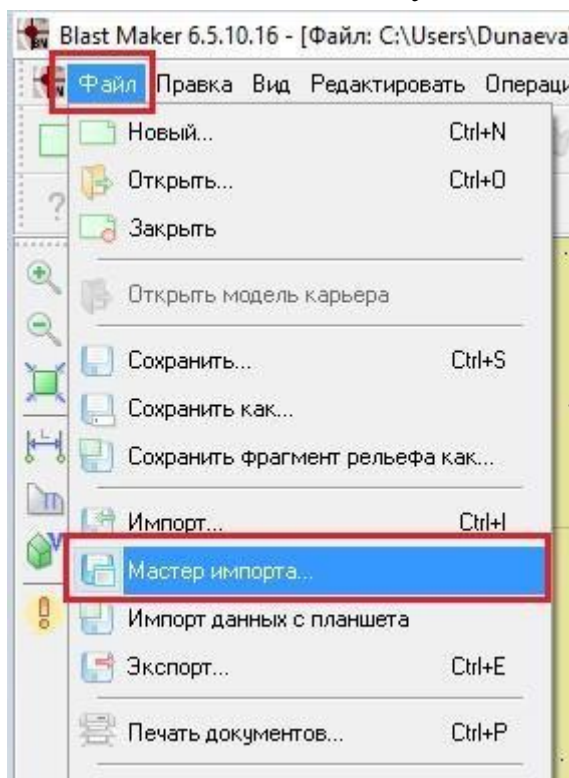 Blast Maker 6.5.10.16 - [Файл: C:\Users\Dunaeva
Файл Правка Вид Редактировать Операци
Новый... Ctrl+N
Открыть... Ctrl+O
Закрыть
Открыть модель карьера
Сохранить... Ctrl+S
Сохранить как...
Сохранить фрагмент рельефа как...
Импорт... Ctrl+I
Мастер импорта...
Импорт данных с планшета
Экспорт... Ctrl+E
Печать документов... Ctrl+P